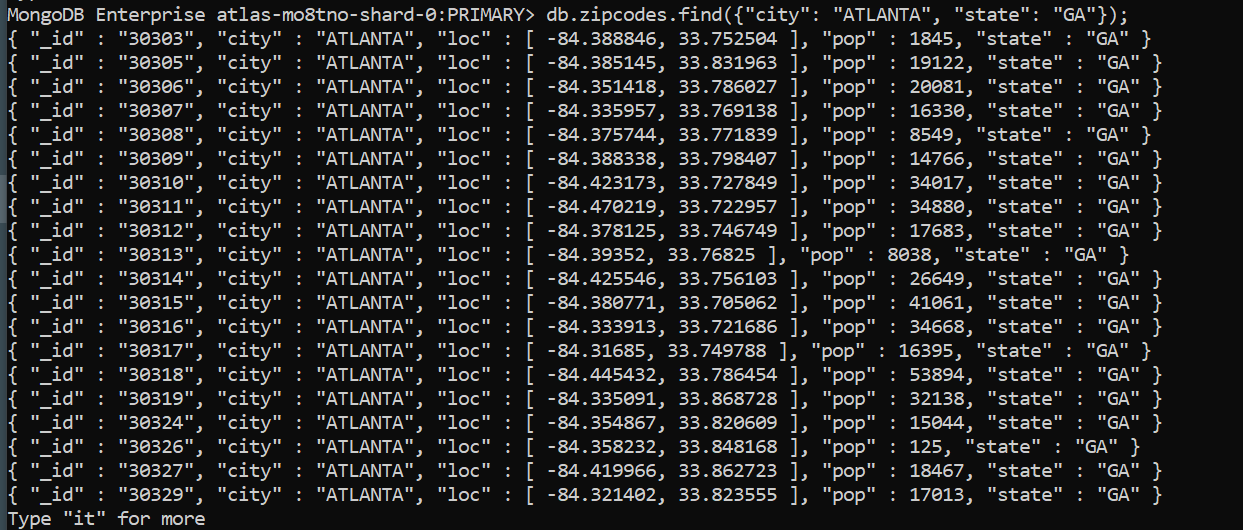 MongoDB Enterprise atlas-mo8tno-shard-0:PRIMARY> db.zipcodes.find({"city": "ATLANTA", "state": "GA"});
{ "_id" : "30303", "city" : "ATLANTA", "loc" : [ -84.388846, 33.752504 ], "pop" : 1845, "state" : "GA" }
{ "_id" : "30305", "city" : "ATLANTA", "loc" : [ -84.385145, 33.831963 ], "pop" : 19122, "state" : "GA" }
{ "_id" : "30306", "city" : "ATLANTA", "loc" : [ -84.351418, 33.786027 ], "pop" : 20081, "state" : "GA" }
{ "_id" : "30307", "city" : "ATLANTA", "loc" : [ -84.335957, 33.769138 ], "pop" : 16330, "state" : "GA" }
{ "_id" : "30308", "city" : "ATLANTA", "loc" : [ -84.375744, 33.771839 ], "pop" : 8549, "state" : "GA" }
{ "_id" : "30309", "city" : "ATLANTA", "loc" : [ -84.388338, 33.798407 ], "pop" : 14766, "state" : "GA" }
{ "_id" : "30310", "city" : "ATLANTA", "loc" : [ -84.423173, 33.727849 ], "pop" : 34017, "state" : "GA" }
{ "_id" : "30311", "city" : "ATLANTA", "loc" : [ -84.470219, 33.722957 ], "pop" : 34880, "state" : "GA" }
{ "_id" : "30312", "city" : "ATLANTA", "loc" : [ -84.378125, 33.746749 ], "pop" : 17683, "state" : "GA" }
{ "_id" : "30313", "city" : "ATLANTA", "loc" : [ -84.39352, 33.76825 ], "pop" : 8038, "state" : "GA" }
{ "_id" : "30314", "city" : "ATLANTA", "loc" : [ -84.425546, 33.756103 ], "pop" : 26649, "state" : "GA" }
{ "_id" : "30315", "city" : "ATLANTA", "loc" : [ -84.380771, 33.705062 ], "pop" : 41061, "state" : "GA" }
{ "_id" : "30316", "city" : "ATLANTA", "loc" : [ -84.333913, 33.721686 ], "pop" : 34668, "state" : "GA" }
{ "_id" : "30317", "city" : "ATLANTA", "loc" : [ -84.31685, 33.749788 ], "pop" : 16395, "state" : "GA" }
{ "_id" : "30318", "city" : "ATLANTA", "loc" : [ -84.445432, 33.786454 ], "pop" : 53894, "state" : "GA" }
{ "_id" : "30319", "city" : "ATLANTA", "loc" : [ -84.335091, 33.868728 ], "pop" : 32138, "state" : "GA" }
{ "_id" : "30324", "city" : "ATLANTA", "loc" : [ -84.354867, 33.820609 ], "pop" : 15044, "state" : "GA" }
{ "_id" : "30326", "city" : "ATLANTA", "loc" : [ -84.358232, 33.848168 ], "pop" : 125, "state" : "GA" }
{ "_id" : "30327", "city" : "ATLANTA", "loc" : [ -84.419966, 33.862723 ], "pop" : 18467, "state" : "GA" }
{ "_id" : "30329", "city" : "ATLANTA", "loc" : [ -84.321402, 33.823555 ], "pop" : 17013, "state" : "GA" }
Type "it" for more